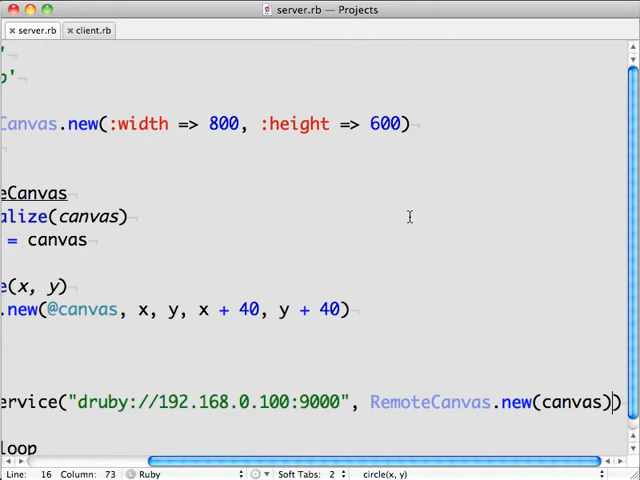 server.rb — Projects
server.rb client.rb
'
b'
Canvas.new(:width => 800, :height => 600)
eCanvas
alize(canvas)
= canvas
e(x, y)
.new(@canvas, x, y, x + 40, y + 40)
ervice("druby://192.168.0.100:9000", RemoteCanvas.new(canvas))
loop
Line: 16 Column: 73 Ruby Soft Tabs: 2 circle(x, y)